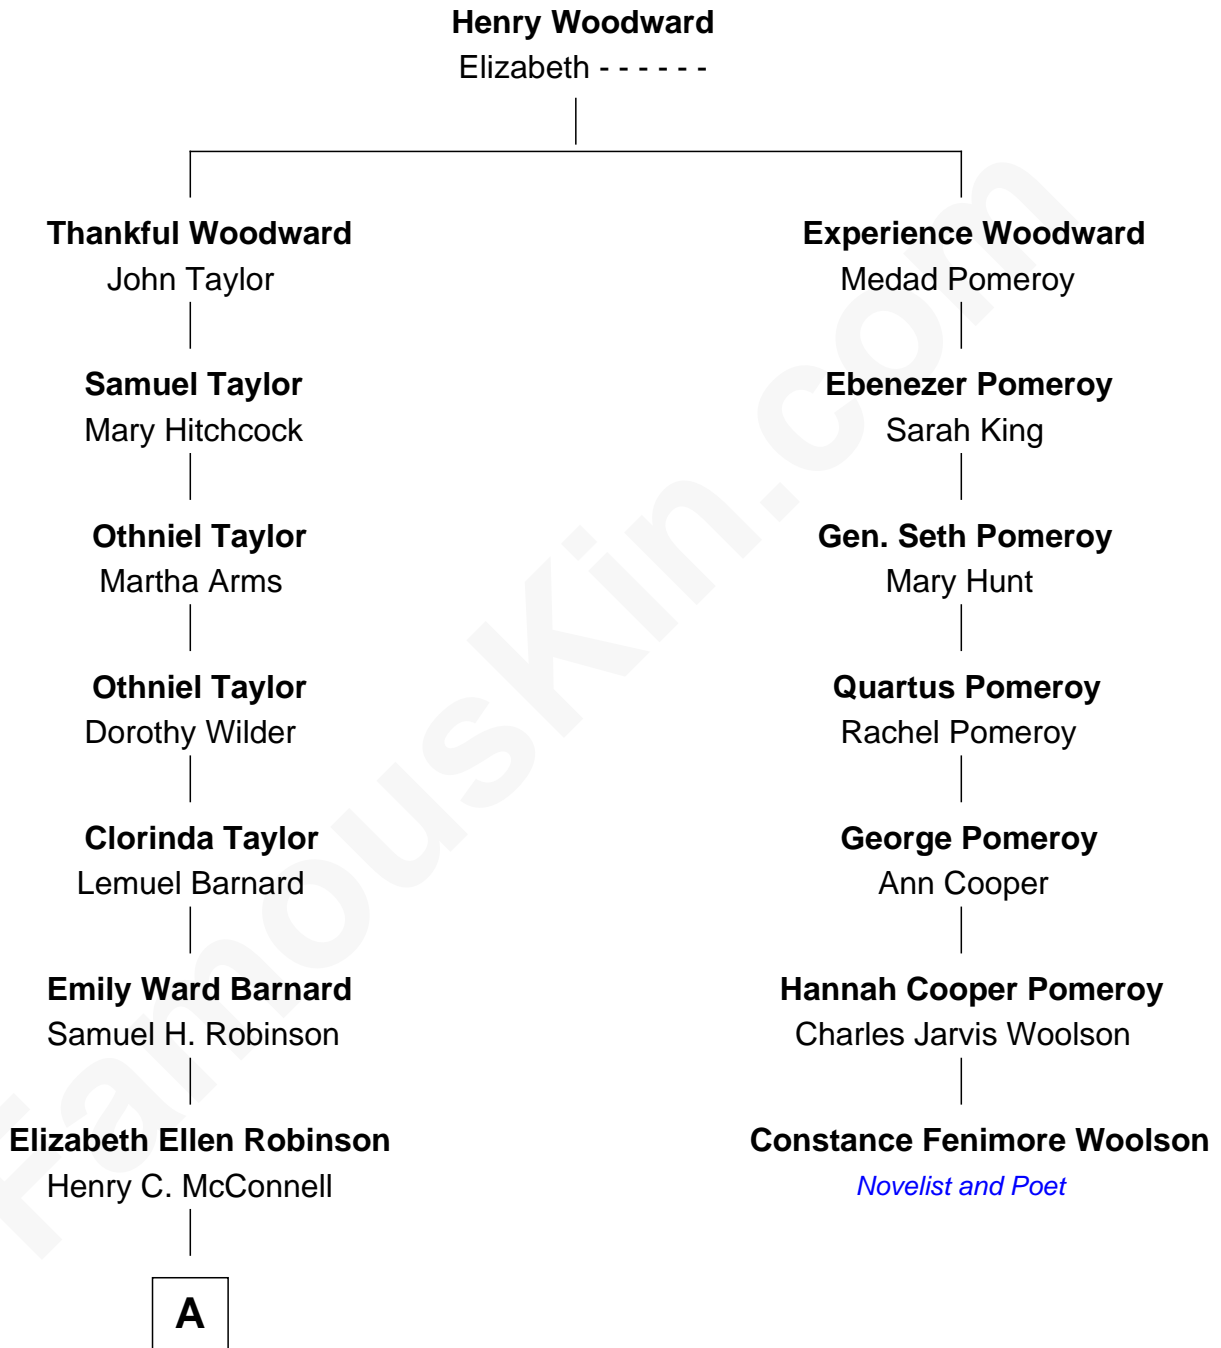 Henry Woodward
Elizabeth - - - - - -
Thankful Woodward
John Taylor
Experience Woodward
Medad Pomeroy
Samuel Taylor
Mary Hitchcock
Ebenezer Pomeroy
Sarah King
Othniel Taylor
Martha Arms
Gen. Seth Pomeroy
Mary Hunt
Othniel Taylor
Dorothy Wilder
Quartus Pomeroy
Rachel Pomeroy
Clorinda Taylor
Lemuel Barnard
George Pomeroy
Ann Cooper
Emily Ward Barnard
Samuel H. Robinson
Hannah Cooper Pomeroy
Charles Jarvis Woolson
Elizabeth Ellen Robinson
Henry C. McConnell
Constance Fenimore Woolson
Novelist and Poet
A
FamousKin.com